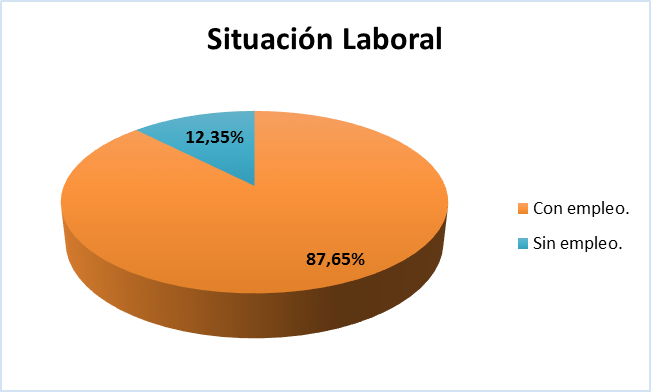 Situación Laboral
12,35%
87,65%
Con empleo.
Sin empleo.